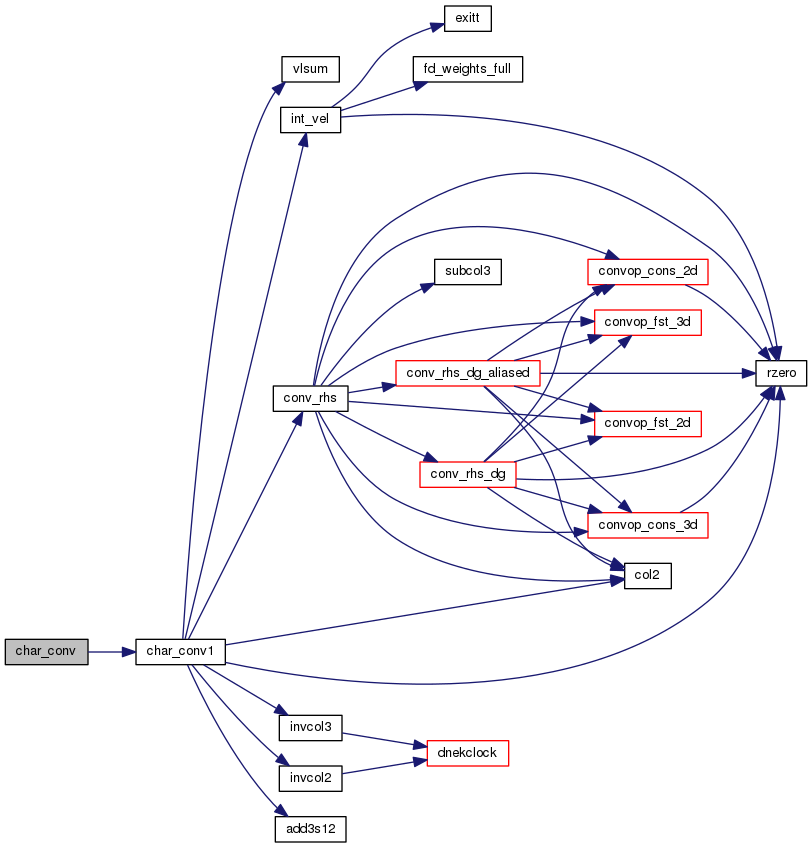 exitt
vlsum
fd_weights_full
int_vel
subcol3
convop_cons_2d
convop_fst_3d
conv_rhs_dg_aliased
rzero
conv_rhs
convop_fst_2d
conv_rhs_dg
convop_cons_3d
col2
char_conv
char_conv1
invcol3
dnekclock
invcol2
add3s12